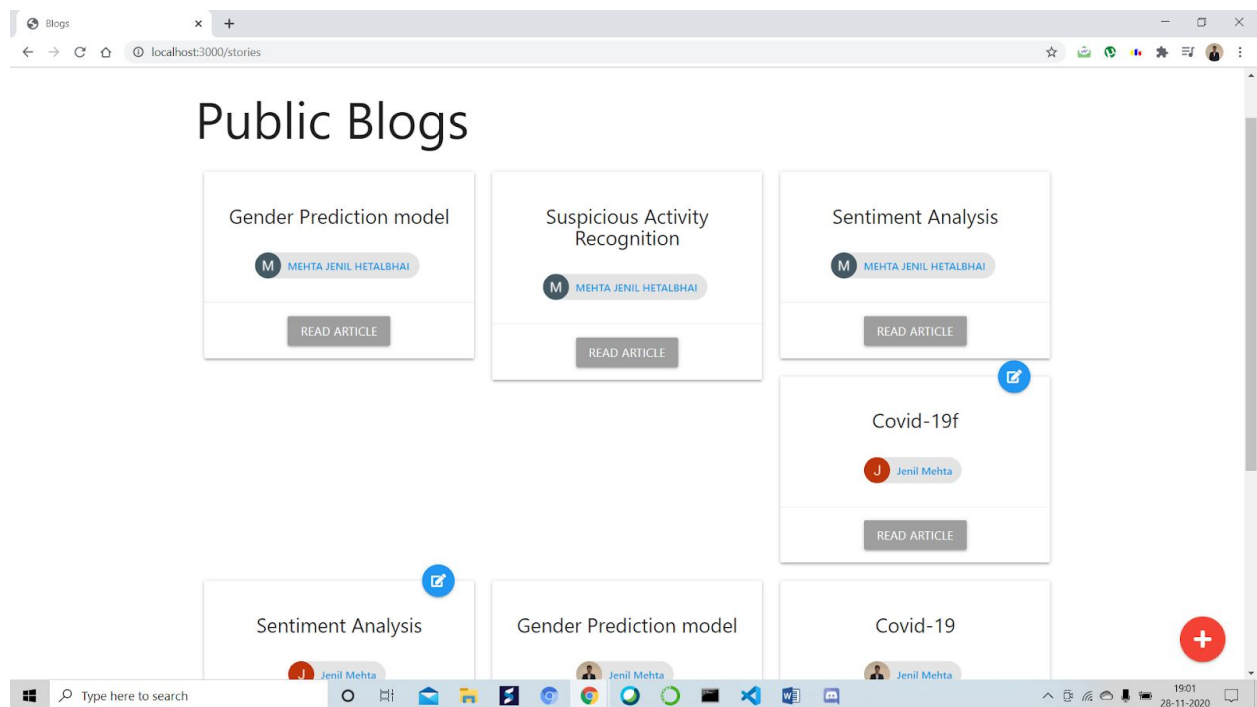 Blogs
localhost:3000/stories
Public Blogs
Gender Prediction model
M MEHTA JENIL HETALBHAI
READ ARTICLE
Suspicious Activity
Recognition
M MEHTA JENIL HETALBHAI
READ ARTICLE
Sentiment Analysis
M MEHTA JENIL HETALBHAI
READ ARTICLE
Covid-19f
J Jenil Mehta
READ ARTICLE
Sentiment Analysis
J Jenil Mehta
Gender Prediction model
Jenil Mehta
Covid-19
Jenil Mehta
Type here to search
19:01
28-11-2020